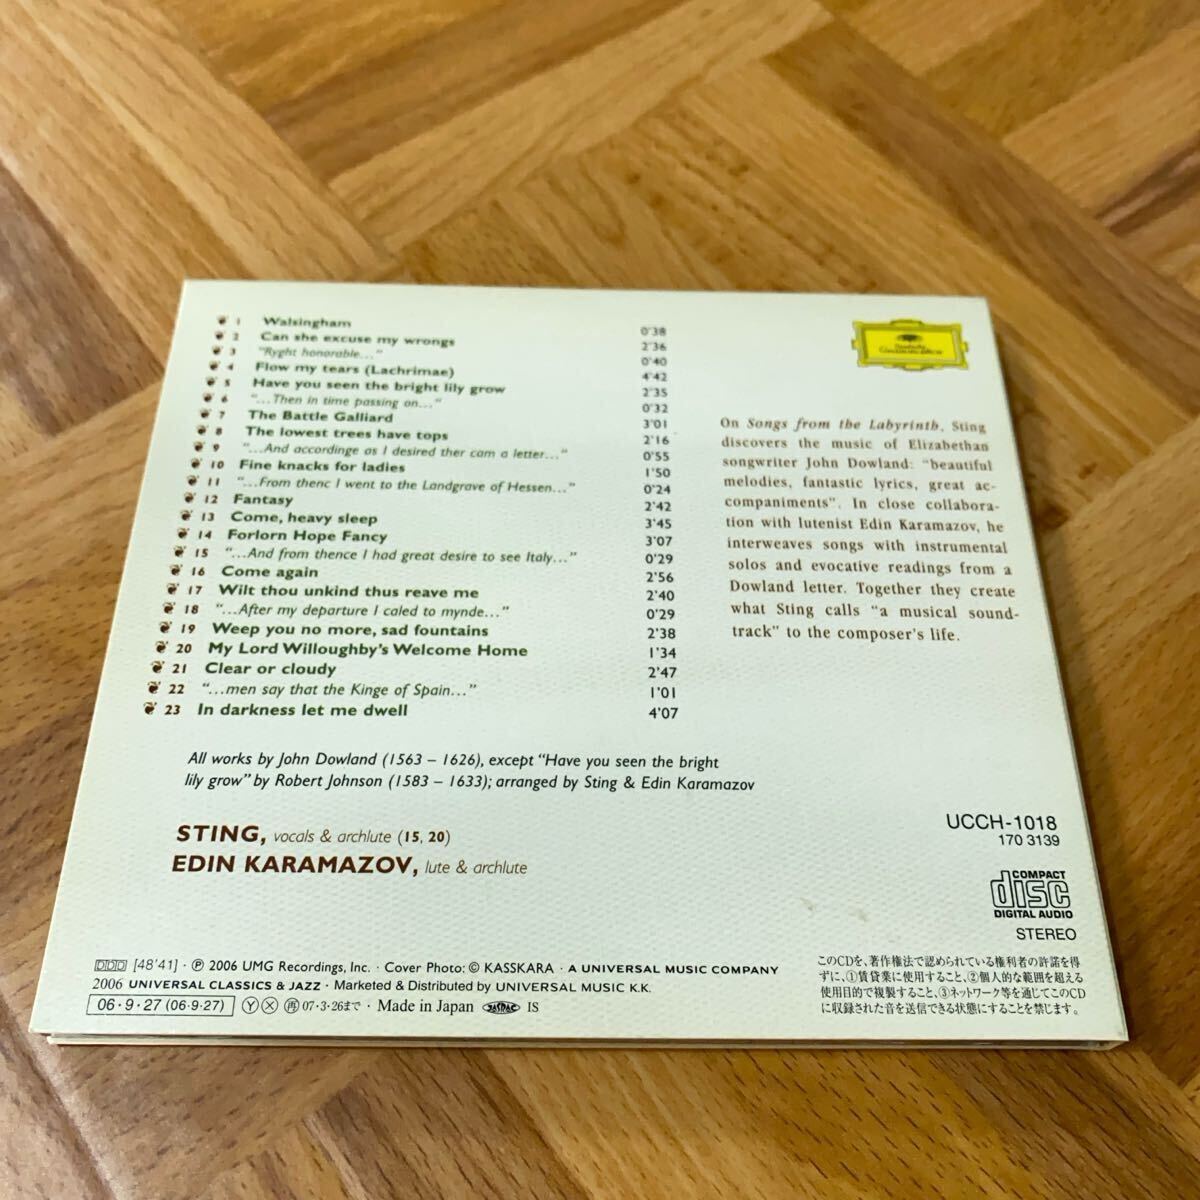 1 Walsingham 0'38
2 Can she excuse my wrongs 2'36
3 "Ryght honorable..." 0'40
4 Flow my tears (Lachrimae) 4'42
5 Have you seen the bright lily grow 2'35
6 "...Then in time passing on..." 0'32
7 The Battle Galliard 3'01
8 The lowest trees have tops 2'16
9 "...And accordinge as I desired ther cam a letter..." 0'55
10 Fine knacks for ladies 1'50
11 "...From thenc I went to the Landgrave of Hessen..." 0'24
12 Fantasy 2'42
13 Come, heavy sleep 3'45
14 Forlorn Hope Fancy 3'07
15 "...And from thence I had great desire to see Italy..." 0'29
16 Come again 2'56
17 Wilt thou unkind thus reave me 2'40
18 "...After my departure I caled to mynde..." 0'29
19 Weep you no more, sad fountains 2'38
20 My Lord Willoughby's Welcome Home 1'34
21 Clear or cloudy 2'47
22 "...men say that the Kinge of Spain..." 1'01
23 In darkness let me dwell 4'07
Deutsche
Grammophon
On Songs from the Labyrinth, Sting
discovers the music of Elizabethan
songwriter John Dowland: "beautiful
melodies, fantastic lyrics, great ac-
companiments". In close collabora-
tion with lutenist Edin Karamazov, he
interweaves songs with instrumental
solos and evocative readings from a
Dowland letter. Together they create
what Sting calls "a musical sound-
track" to the composer's life.
All works by John Dowland (1563 – 1626), except "Have you seen the bright
lily grow" by Robert Johnson (1583 – 1633); arranged by Sting & Edin Karamazov
STING, vocals & archlute (15, 20)
EDIN KARAMAZOV, lute & archlute
UCCH-1018
170 3139
COMPACT
disc
DIGITAL AUDIO
STEREO
DDD [48'41] · ℗ 2006 UMG Recordings, Inc. · Cover Photo: © KASSKARA · A UNIVERSAL MUSIC COMPANY
2006 UNIVERSAL CLASSICS & JAZZ · Marketed & Distributed by UNIVERSAL MUSIC K.K.
06·9·27 (06·9·27) Ⓨ Ⓧ 再 07·3·26まで · Made in Japan JASRAC IS
このCDを、著作権法で認められている権利者の許諾を得
ずに、①賃貸業に使用すること、②個人的な範囲を超える
使用目的で複製すること、③ネットワーク等を通じてこのCD
に収録された音を送信できる状態にすることを禁じます。